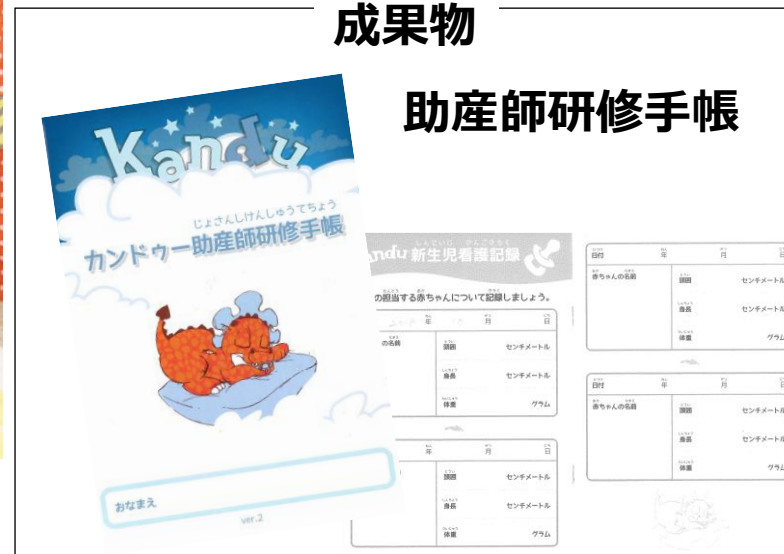 成果物
助産師研修手帳
Kandu
じょさんしけんしゅうてちょう
カンドゥー助産師研修手帳
おなまえ
ver.2
新生児看護記録
の担当する赤ちゃんについて記録しましょう。
年 月 日
の名前
頭囲 センチメートル
身長 センチメートル
体重 グラム
年 月 日
頭囲 センチメートル
身長 センチメートル
体重 グラム
日付 年 月 日
赤ちゃんの名前
頭囲 センチメートル
身長 センチメートル
体重 グラム
日付 年 月 日
赤ちゃんの名前
頭囲 センチメートル
身長 センチメートル
体重 グラム